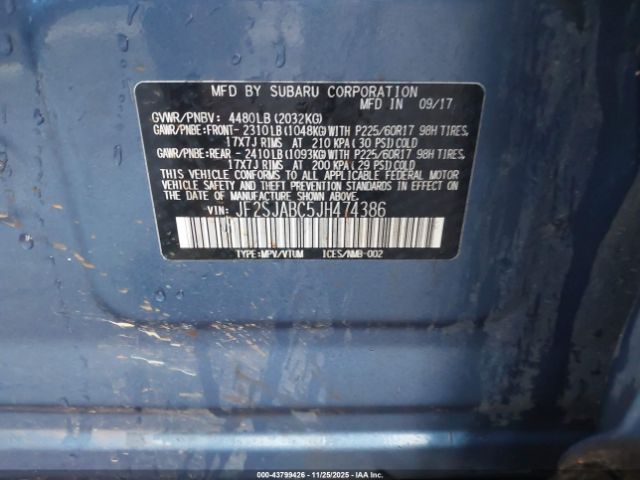 MFD BY SUBARU CORPORATION
MFD IN 09/17
GVWR/PNBV: 4480LB (2032KG)
GAWR/PNBE:FRONT- 2310LB (1048KG) WITH P225/60R17 98H TIRES,
17X7J RIMS AT 210 KPA (30 PSI) COLD
GAWR/PNBE:REAR - 2410LB (1093KG) WITH P225/60R17 98H TIRES,
17X7J RIMS AT 200 KPA (29 PSI) COLD
THIS VEHICLE CONFORMS TO ALL APPLICABLE FEDERAL MOTOR
VEHICLE SAFETY AND BUMPER STANDARDS IN EFFECT ON THE DATE
OF MANUFACTURE SHOWN ABOVE.
VIN: JF2SJABC5JH474386
TYPE:MPV/VTUM ICES/NMB-002
00-43799426 - 11/25/2025 - IAA Inc.